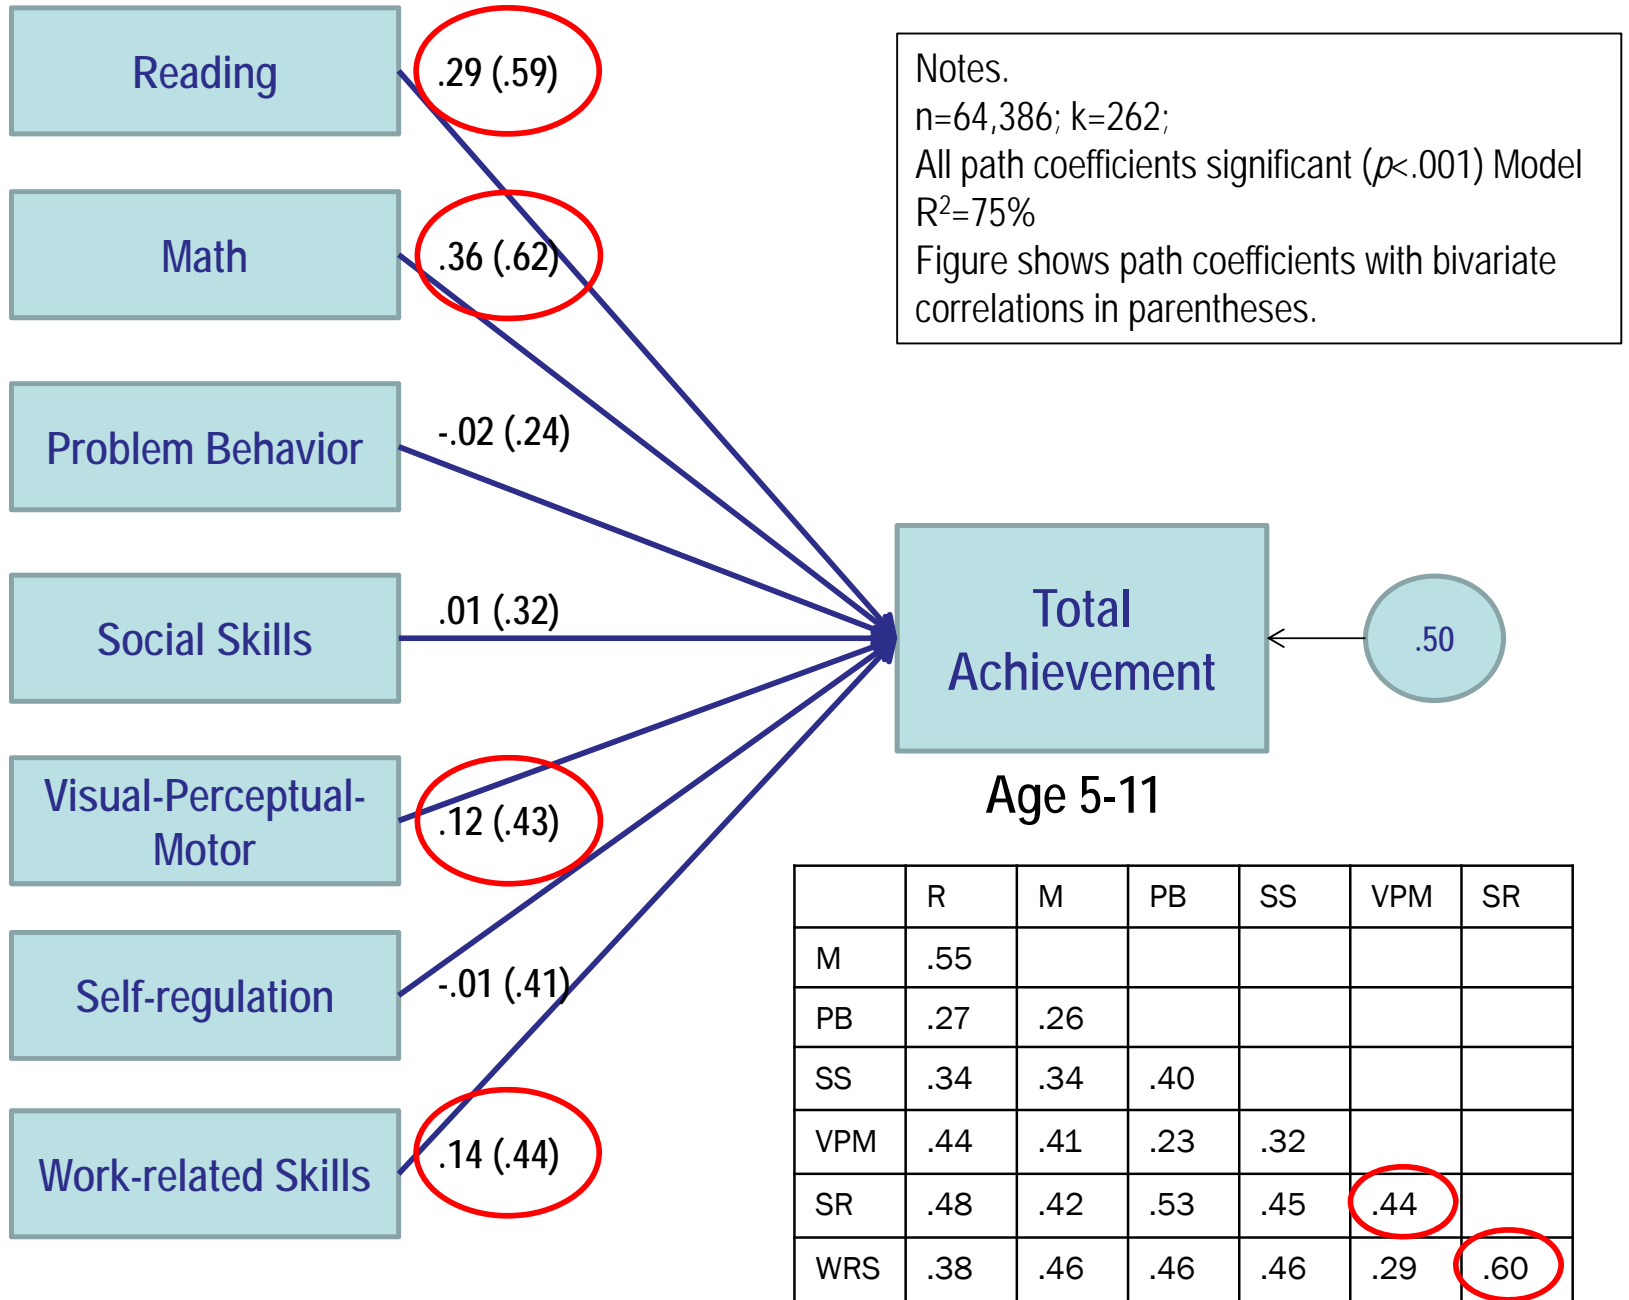 Reading
.29 (.59)
Math
.36 (.62)
Problem Behavior
-.02 (.24)
Social Skills
.01 (.32)
Visual-Perceptual-
Motor
.12 (.43)
Self-regulation
-.01 (.41)
Work-related Skills
.14 (.44)
Notes.
n=64,386; k=262;
All path coefficients significant (p<.001) Model
R²=75%
Figure shows path coefficients with bivariate
correlations in parentheses.
Total
Achievement
.50
Age 5-11
R M PB SS VPM SR
M .55
PB .27 .26
SS .34 .34 .40
VPM .44 .41 .23 .32
SR .48 .42 .53 .45 .44
WRS .38 .46 .46 .46 .29 .60